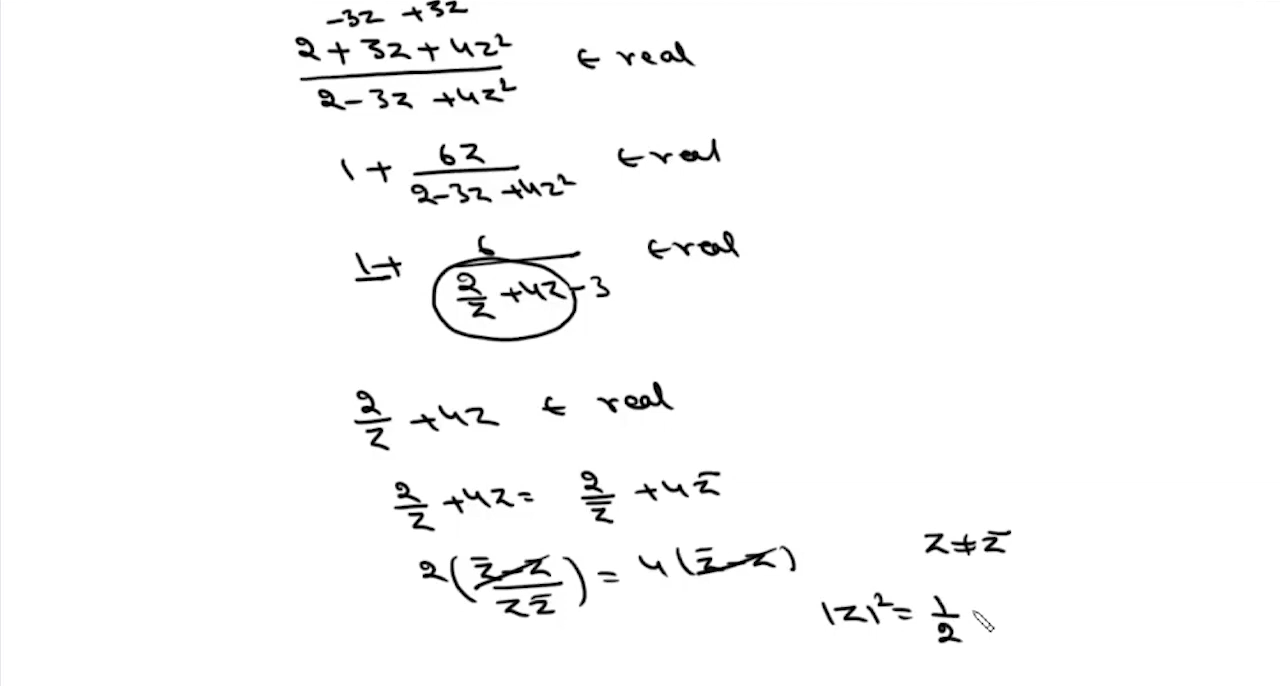 -3z +3z
2 + 3z + 4z² ← real
2 - 3z + 4z²
1 + 6z ← real
2-3z +4z²
1+ 6 ← real
2/z +4z - 3
2/z +4z ← real
2/z +4z = 2/z̄ +4z̄
z ≠ z̄
2(z̄-z / zz̄) = 4(z̄-z)
|z|² = 1/2